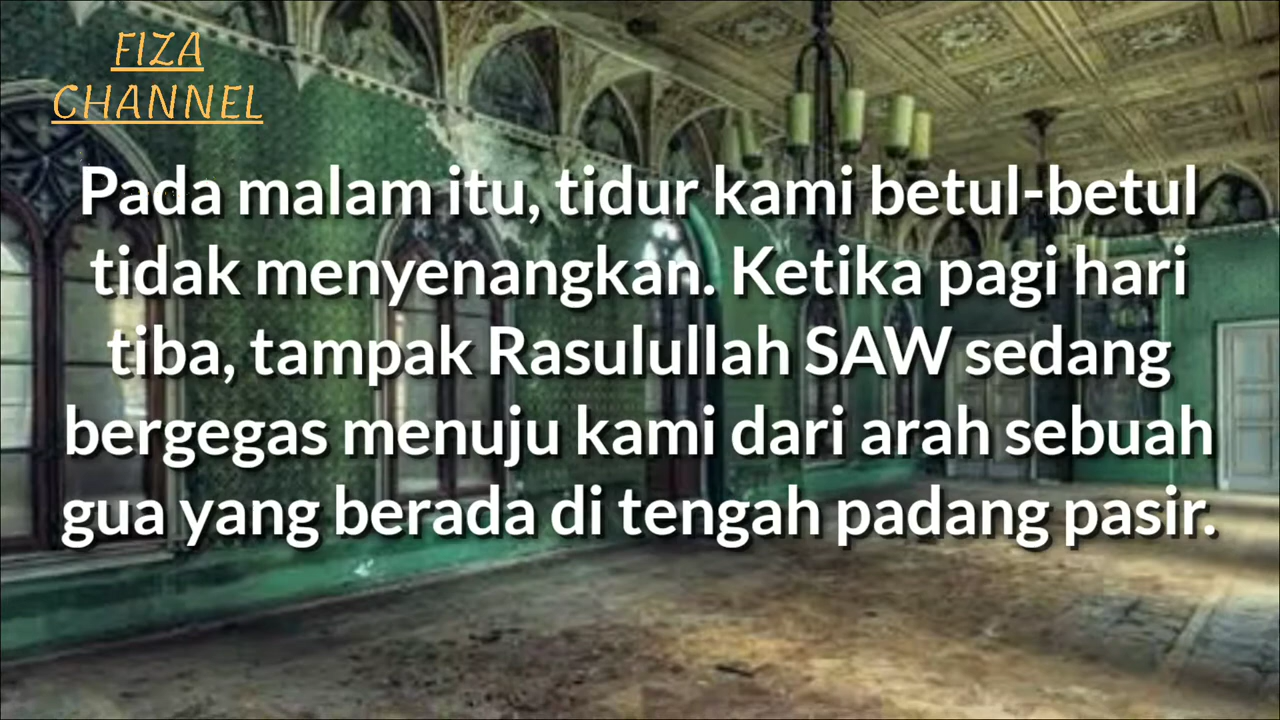 FIZA
CHANNEL
Pada malam itu, tidur kami betul-betul
tidak menyenangkan. Ketika pagi hari
tiba, tampak Rasulullah SAW sedang
bergegas menuju kami dari arah sebuah
gua yang berada di tengah padang pasir.